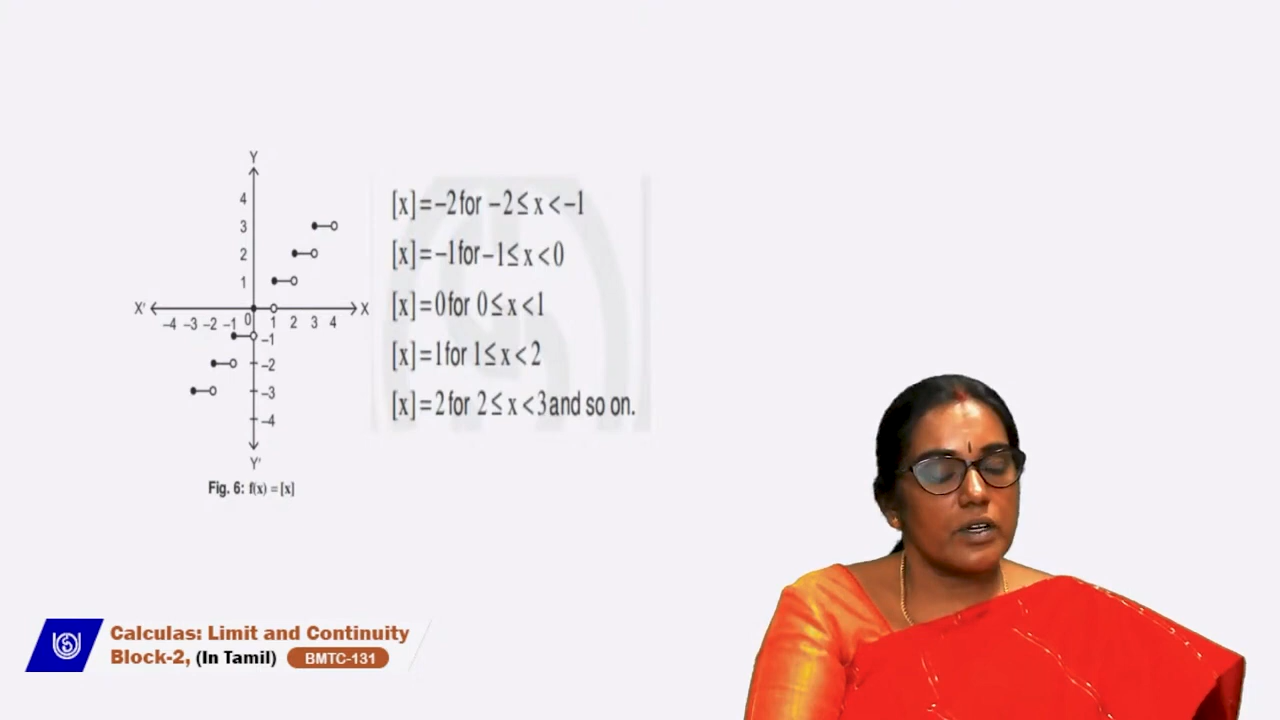 Y
4
3
2
1
X' X
-4 -3 -2 -1 0 1 2 3 4
-1
-2
-3
-4
Y'
Fig. 6: f(x) = [x]
[x]=-2 for -2≤x<-1
[x]=-1 for -1≤x<0
[x]=0 for 0≤x<1
[x]=1 for 1≤x<2
[x]=2 for 2≤x<3 and so on.
Calculas: Limit and Continuity
Block-2, (In Tamil) BMTC-131